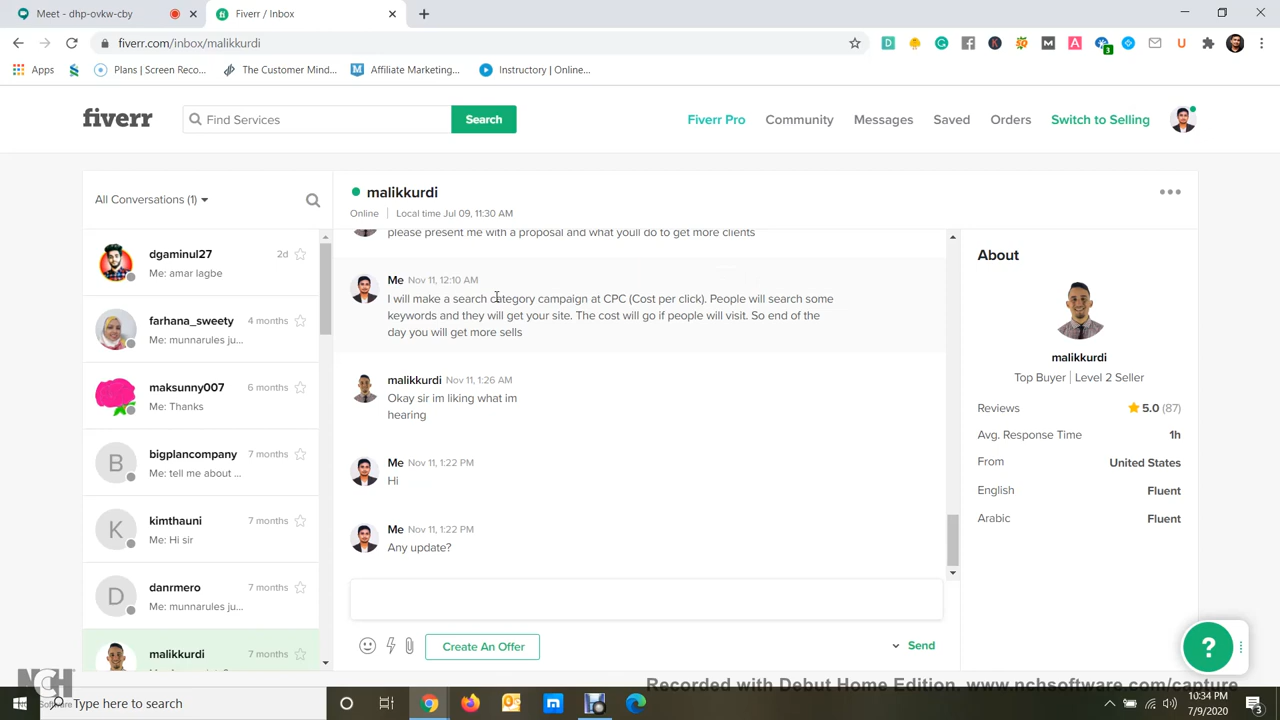 Meet - dhp-ovkw-cby
Fiverr / Inbox
fiverr.com/inbox/malikkurdi
Apps
Plans | Screen Reco...
The Customer Mind...
Affiliate Marketing...
Instructory | Online...
fiverr
Find Services
Search
Fiverr Pro
Community
Messages
Saved
Orders
Switch to Selling
All Conversations (1)
dgaminul27
2d
Me: amar lagbe
farhana_sweety
4 months
Me: munnarules ju...
maksunny007
6 months
Me: Thanks
B
bigplancompany
7 months
Me: tell me about ...
K
kimthauni
7 months
Me: Hi sir
D
danrmero
7 months
Me: munnarules ju...
malikkurdi
7 months
malikkurdi
Online
Local time Jul 09, 11:30 AM
please present me with a proposal and what youll do to get more clients
Me Nov 11, 12:10 AM
I will make a search category campaign at CPC (Cost per click). People will search some
keywords and they will get your site. The cost will go if people will visit. So end of the
day you will get more sells
malikkurdi Nov 11, 1:26 AM
Okay sir im liking what im
hearing
Me Nov 11, 1:22 PM
Hi
Me Nov 11, 1:22 PM
Any update?
Create An Offer
Send
About
malikkurdi
Top Buyer | Level 2 Seller
Reviews
5.0 (87)
Avg. Response Time
1h
From
United States
English
Fluent
Arabic
Fluent
?
NCH
Software
Recorded with Debut Home Edition. www.nchsoftware.com/capture
Type here to search
10:34 PM
7/9/2020
3